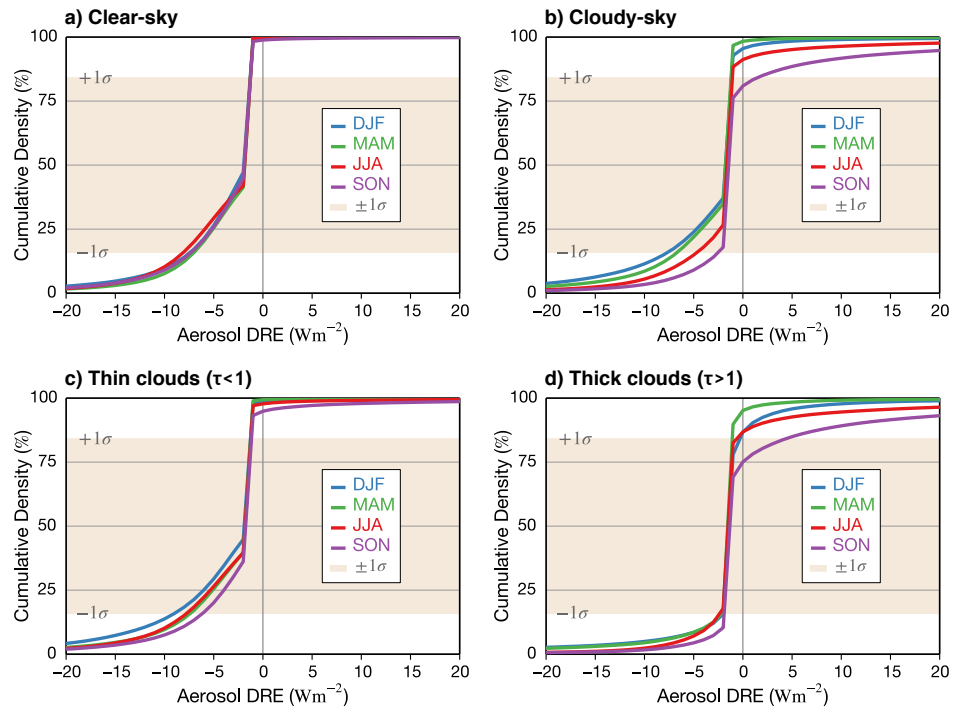 a) Clear-sky
100
75
50
25
0
Cumulative Density (%)
+1σ
−1σ
DJF
MAM
JJA
SON
±1σ
−20 −15 −10 −5 0 5 10 15 20
Aerosol DRE (Wm⁻²)
b) Cloudy-sky
100
75
50
25
0
Cumulative Density (%)
+1σ
−1σ
DJF
MAM
JJA
SON
±1σ
−20 −15 −10 −5 0 5 10 15 20
Aerosol DRE (Wm⁻²)
c) Thin clouds (τ<1)
100
75
50
25
0
Cumulative Density (%)
+1σ
−1σ
DJF
MAM
JJA
SON
±1σ
−20 −15 −10 −5 0 5 10 15 20
Aerosol DRE (Wm⁻²)
d) Thick clouds (τ>1)
100
75
50
25
0
Cumulative Density (%)
+1σ
−1σ
DJF
MAM
JJA
SON
±1σ
−20 −15 −10 −5 0 5 10 15 20
Aerosol DRE (Wm⁻²)